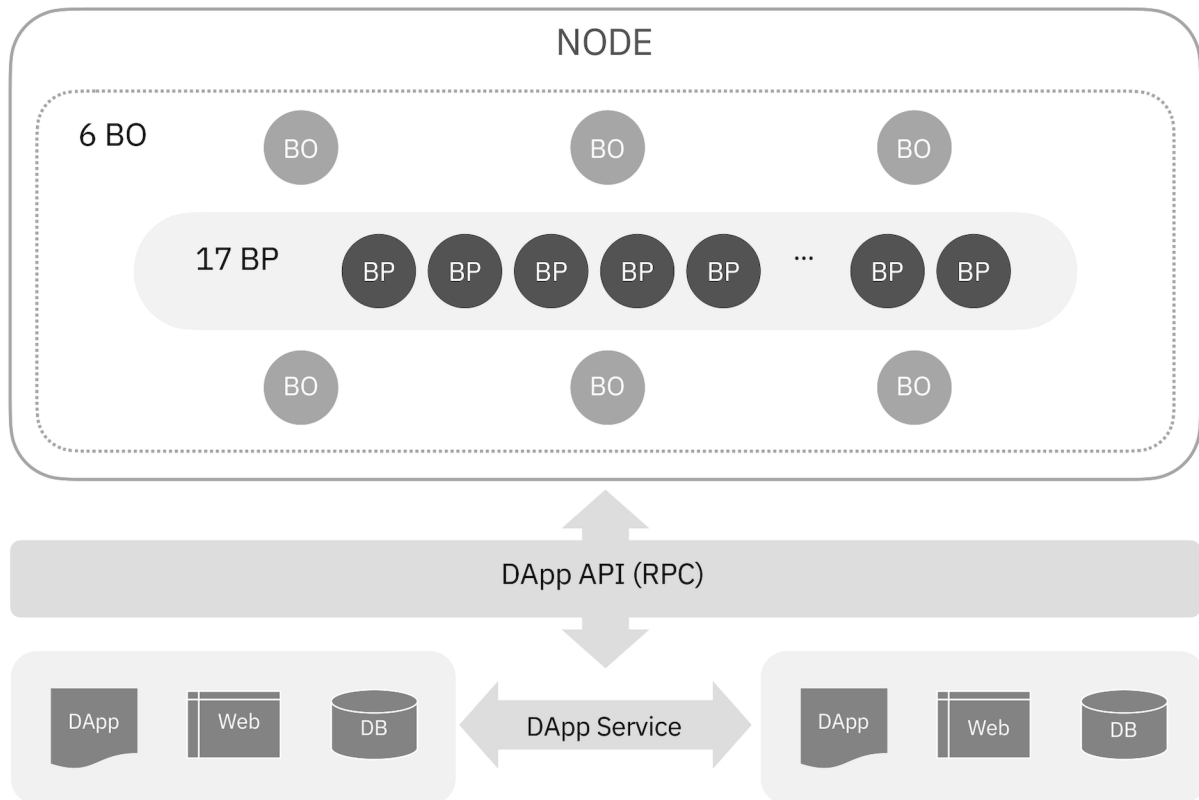 NODE
6 BO
BO BO BO
17 BP
BP BP BP BP BP ... BP BP
BO BO BO
DApp API (RPC)
DApp Web DB
DApp Service
DApp Web DB